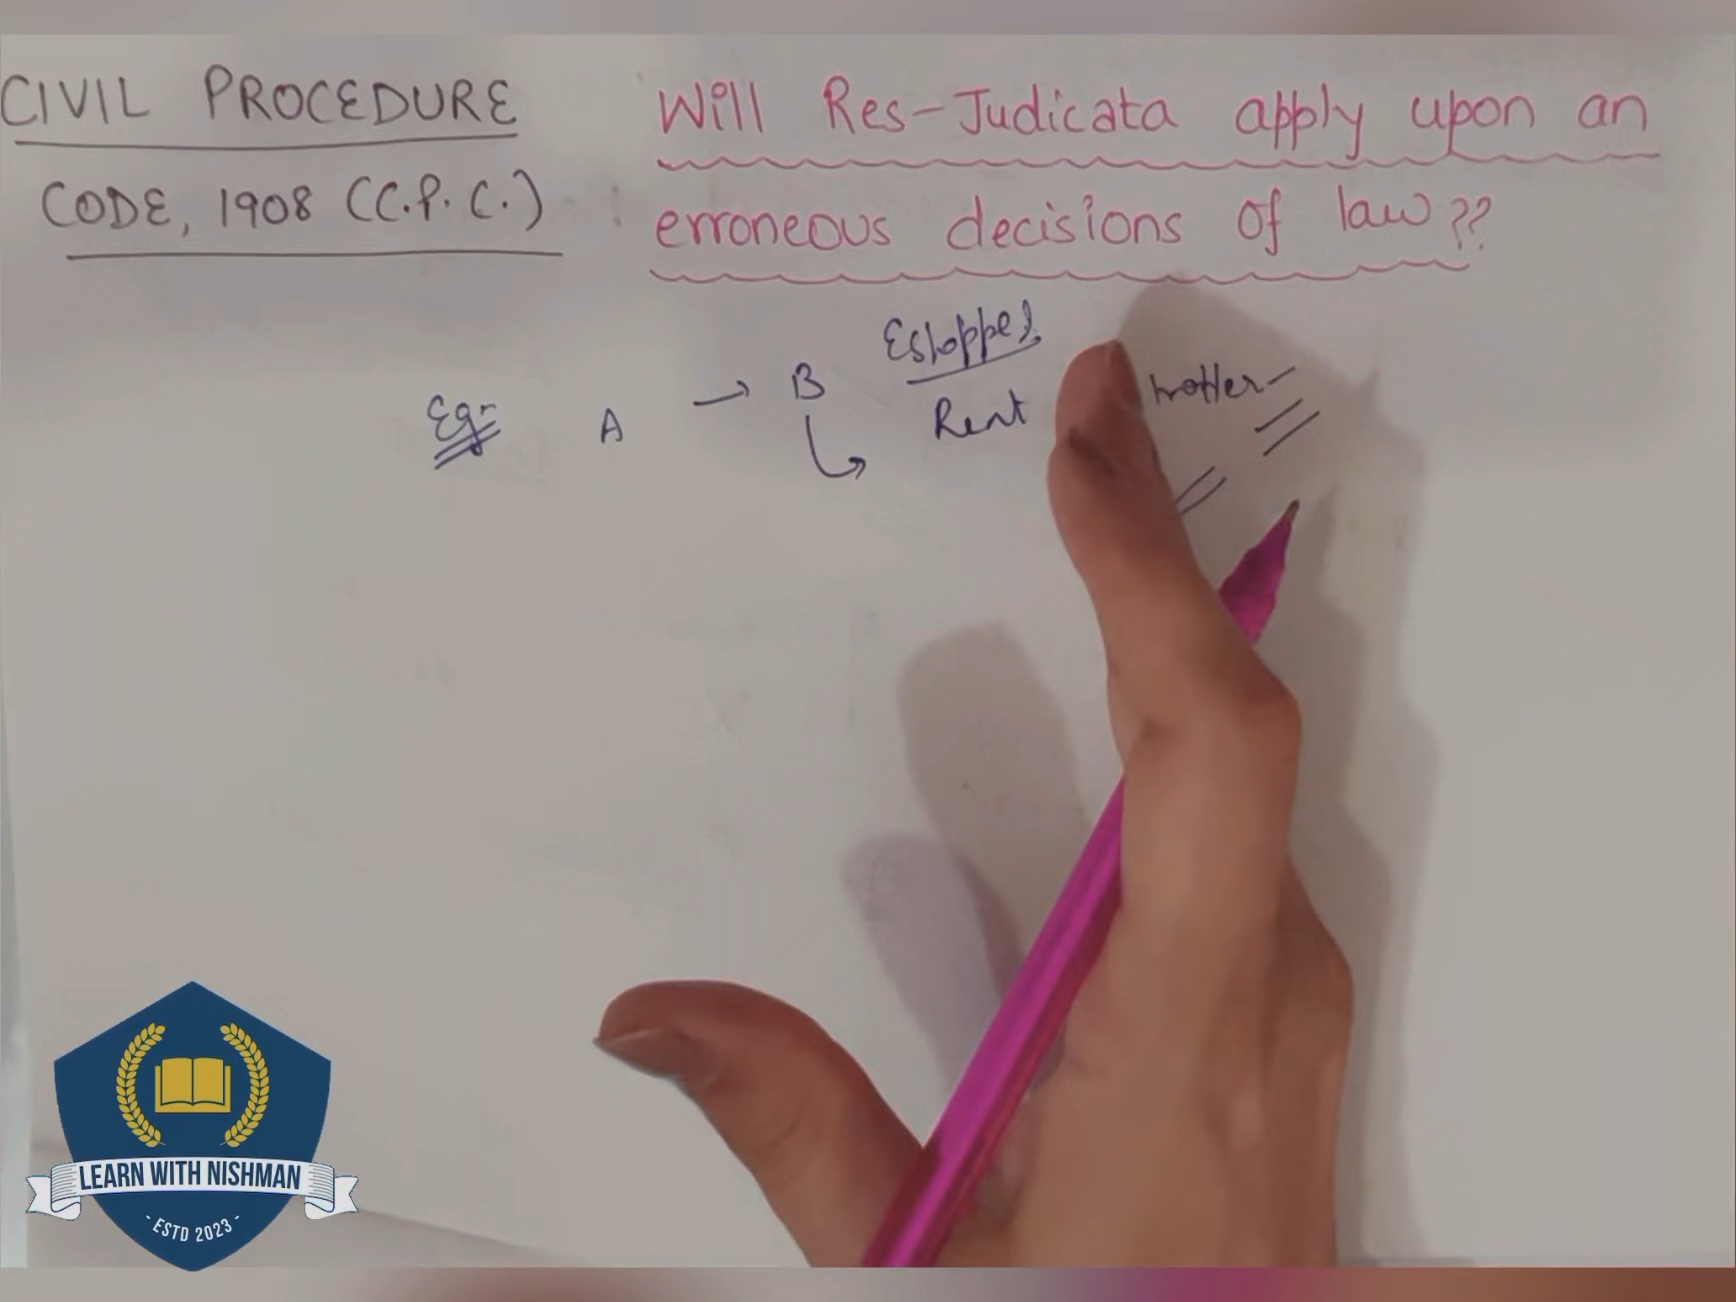 CIVIL PROCEDURE
CODE, 1908 (C.P.C.)
Will Res-Judicata apply upon an
erroneous decisions of law??
Estoppel
Eg:-
A → B
Rent
matter-
LEARN WITH NISHMAN
- ESTD 2023 -